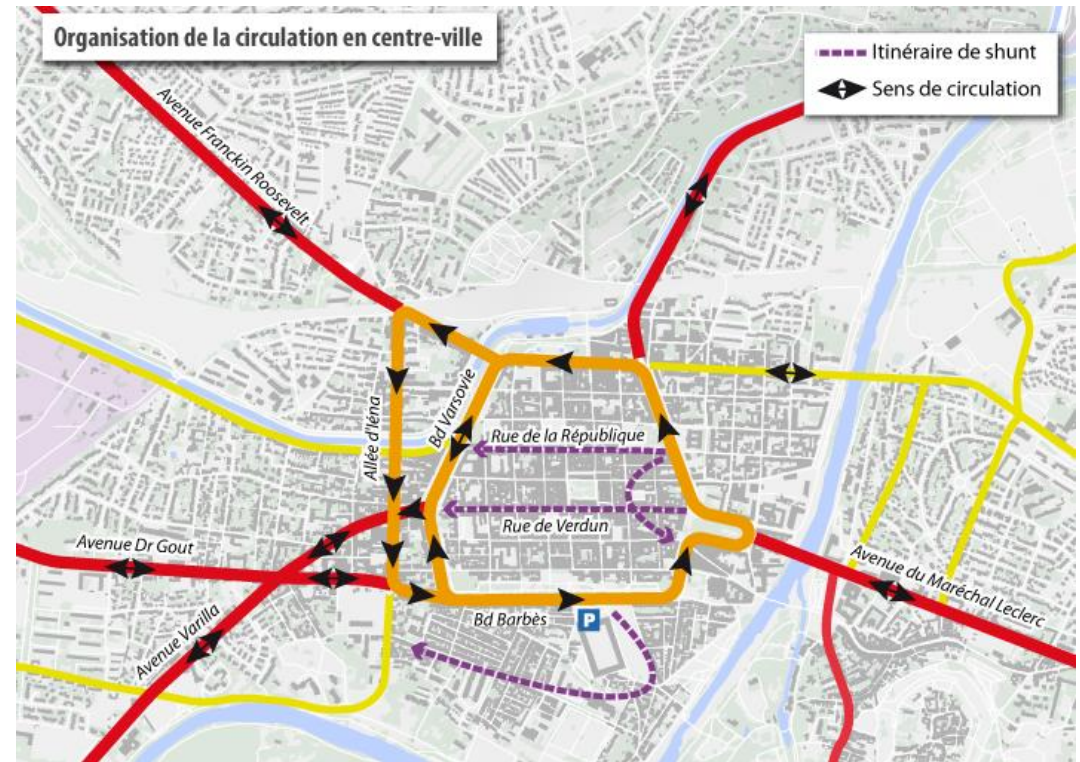 Organisation de la circulation en centre-ville
Itinéraire de shunt
Sens de circulation
Avenue Franckin Roosevelt
Bd Varsovie
Allée d'Iéna
Rue de la République
Rue de Verdun
Avenue Dr Gout
Avenue du Maréchal Leclerc
Bd Barbès
P
Avenue Varilla